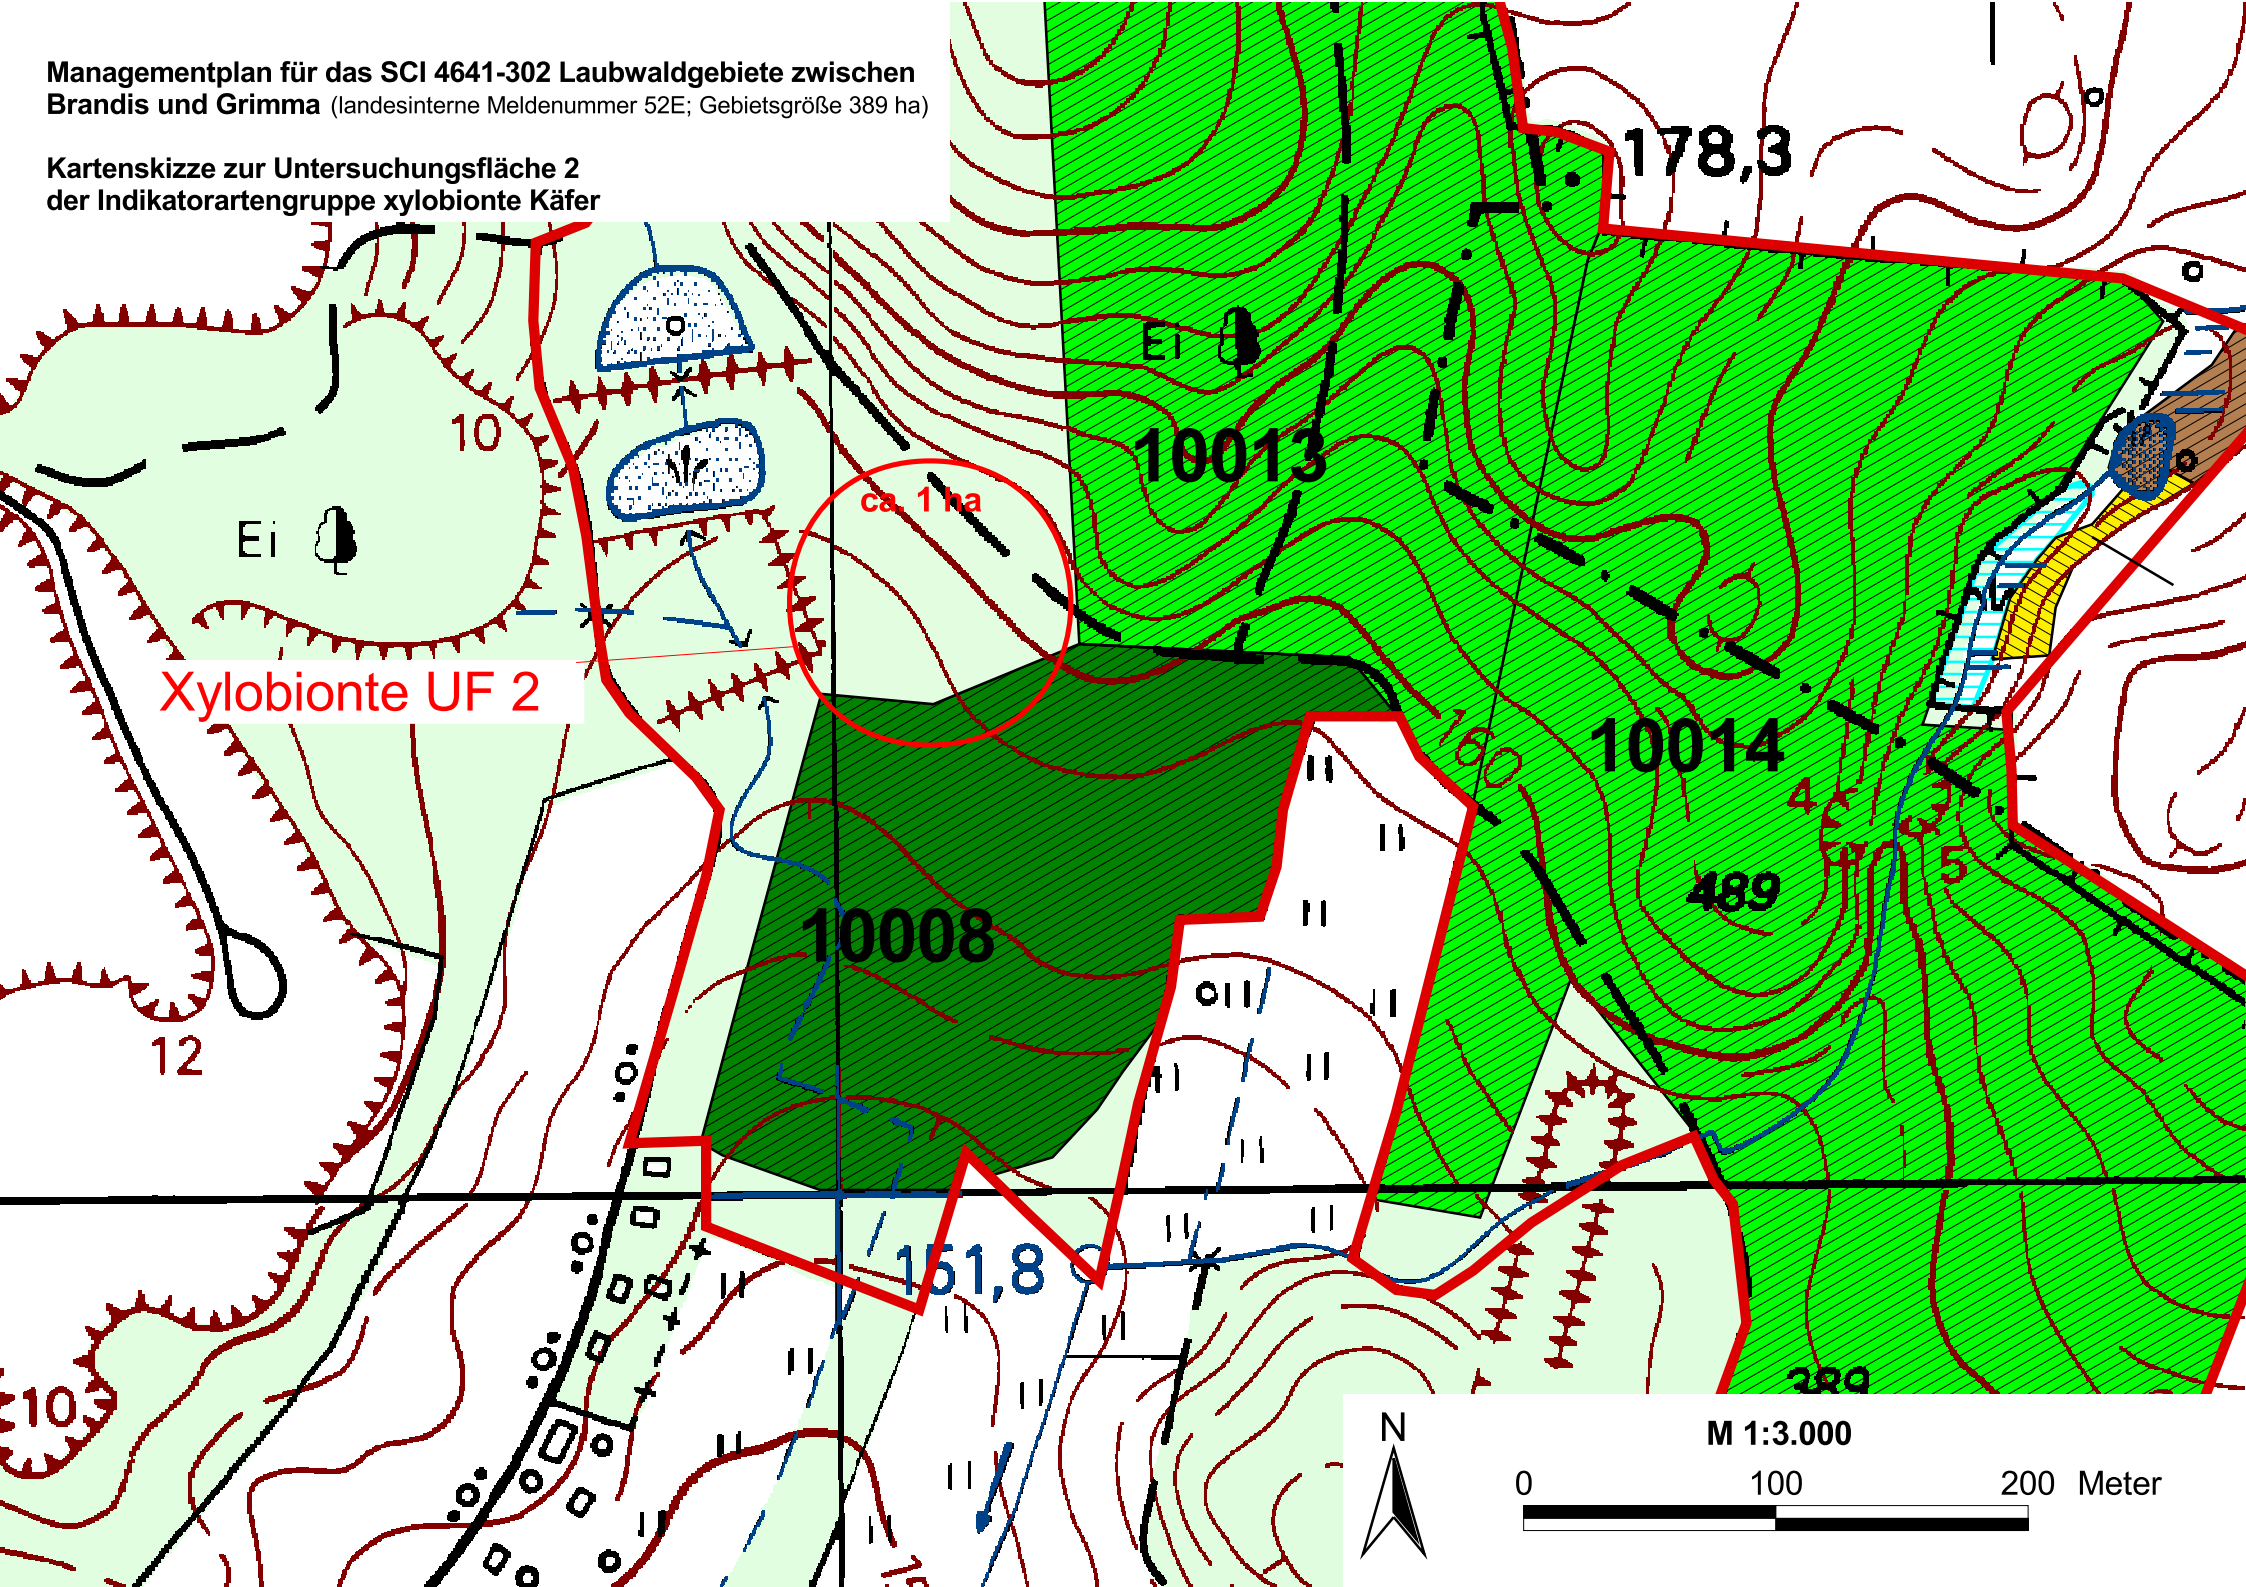 Managementplan für das SCI 4641-302 Laubwaldgebiete zwischen
Brandis und Grimma (landesinterne Meldenummer 52E; Gebietsgröße 389 ha)
Kartenskizze zur Untersuchungsfläche 2
der Indikatorartengruppe xylobionte Käfer
178,3
Ei
10
10013
ca. 1 ha
Ei
Xylobionte UF 2
160
10014
4
5
489
10008
12
151,8
389
10
N
M 1:3.000
0 100 200 Meter